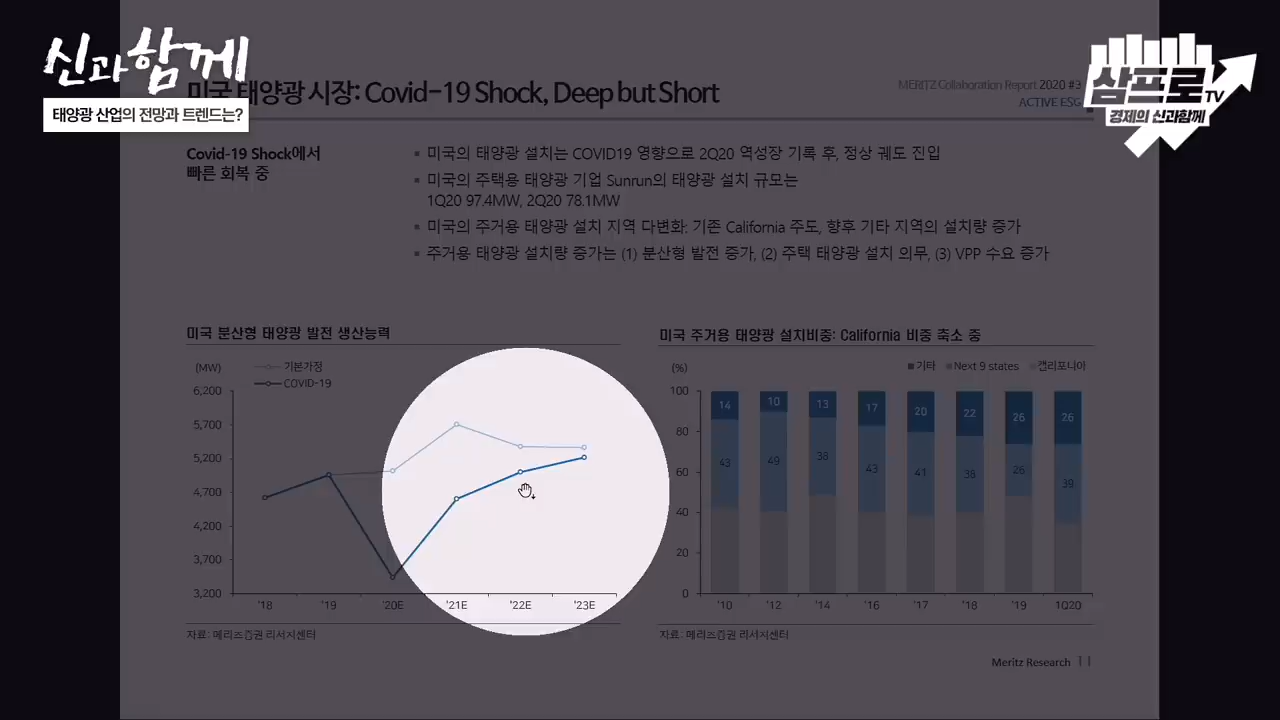 신과함께
태양광 산업의 전망과 트렌드는?
삼프로TV
경제의 신과함께
미국 태양광 시장: Covid-19 Shock, Deep but Short
MERITZ Collaboration Report 2020 #3
ACTIVE ESG
Covid-19 Shock에서
빠른 회복 중
▪ 미국의 태양광 설치는 COVID19 영향으로 2Q20 역성장 기록 후, 정상 궤도 진입
▪ 미국의 주택용 태양광 기업 Sunrun의 태양광 설치 규모는
1Q20 97.4MW, 2Q20 78.1MW
▪ 미국의 주거용 태양광 설치 지역 다변화: 기존 California 주도, 향후 기타 지역의 설치량 증가
▪ 주거용 태양광 설치량 증가는 (1) 분산형 발전 증가, (2) 주택 태양광 설치 의무, (3) VPP 수요 증가
미국 분산형 태양광 발전 생산능력
(MW)
기본가정
COVID-19
6,200
5,700
5,200
4,700
4,200
3,700
3,200
'18 '19 '20E '21E '22E '23E
자료: 메리츠증권 리서치센터
미국 주거용 태양광 설치비중: California 비중 축소 중
(%)
기타 Next 9 states 캘리포니아
100
80
60
40
20
0
14 10 13 17 20 22 26 26
43 49 38 43 41 38 26 39
'10 '12 '14 '16 '17 '18 '19 1Q20
자료: 메리츠증권 리서치센터
Meritz Research 11